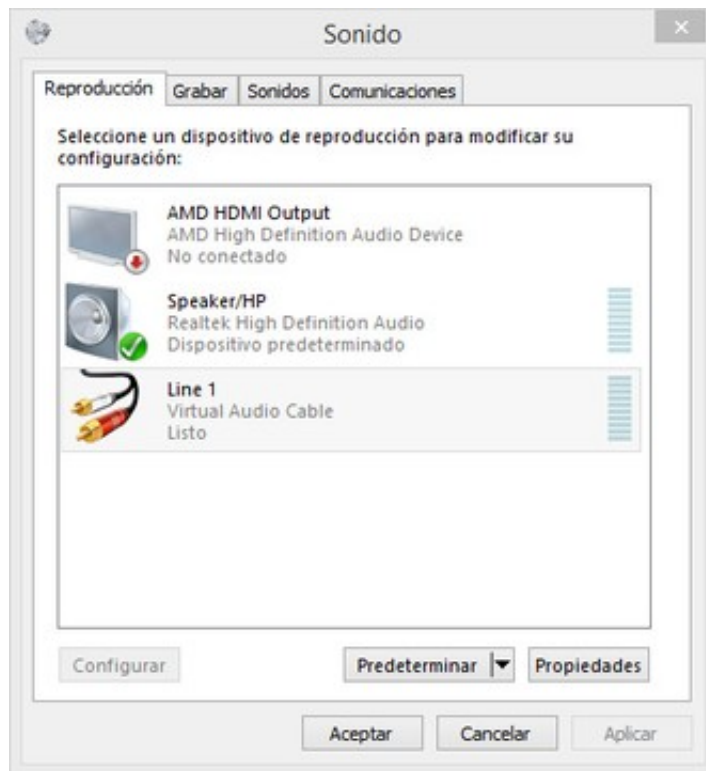 Sonido
Reproducción
Grabar
Sonidos
Comunicaciones
Seleccione un dispositivo de reproducción para modificar su
configuración:
AMD HDMI Output
AMD High Definition Audio Device
No conectado
Speaker/HP
Realtek High Definition Audio
Dispositivo predeterminado
Line 1
Virtual Audio Cable
Listo
Configurar
Predeterminar
Propiedades
Aceptar
Cancelar
Aplicar